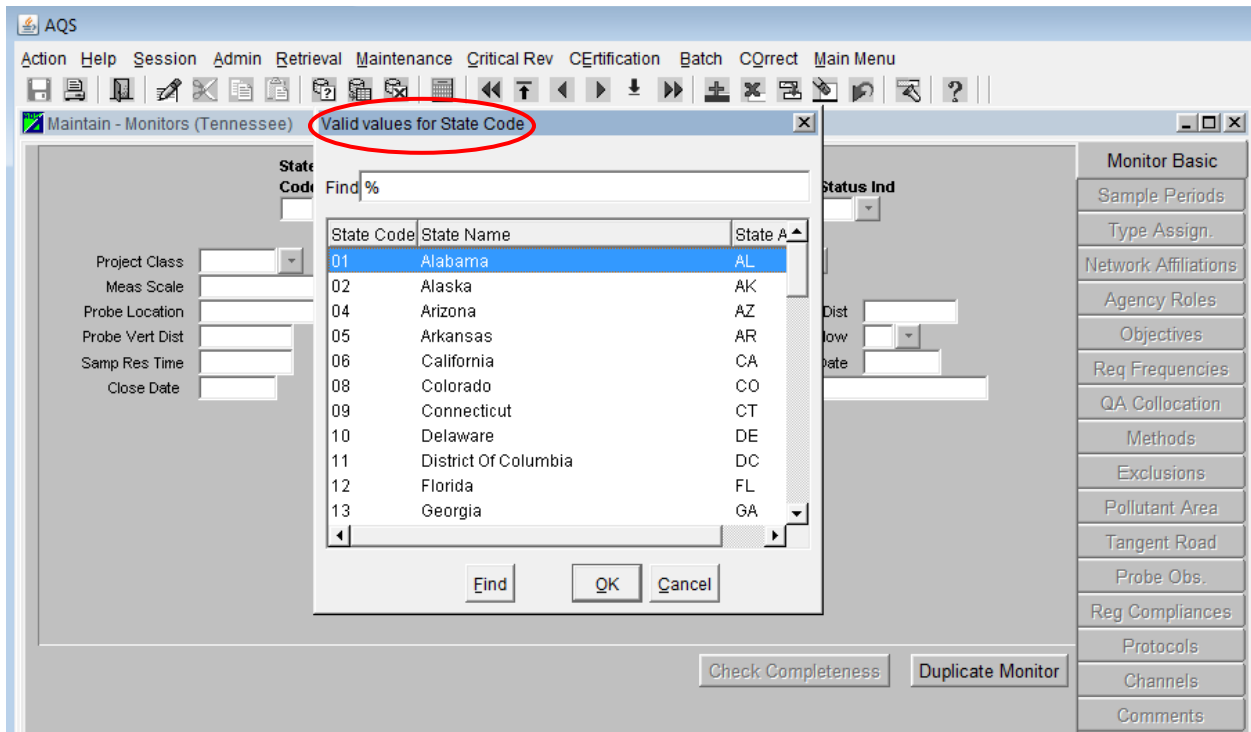 AQS
Action Help Session Admin Retrieval Maintenance Critical Rev CErtification Batch COrrect Main Menu
Maintain - Monitors (Tennessee)
Valid values for State Code
State
Code
Status Ind
Find %
State Code State Name State A
01 Alabama AL
02 Alaska AK
04 Arizona AZ
05 Arkansas AR
06 California CA
08 Colorado CO
09 Connecticut CT
10 Delaware DE
11 District Of Columbia DC
12 Florida FL
13 Georgia GA
Find OK Cancel
Project Class
Meas Scale
Probe Location
Dist
Probe Vert Dist
Samp Res Time
Close Date
Check Completeness Duplicate Monitor
Monitor Basic
Sample Periods
Type Assign.
Network Affiliations
Agency Roles
Objectives
Req Frequencies
QA Collocation
Methods
Exclusions
Pollutant Area
Tangent Road
Probe Obs.
Reg Compliances
Protocols
Channels
Comments